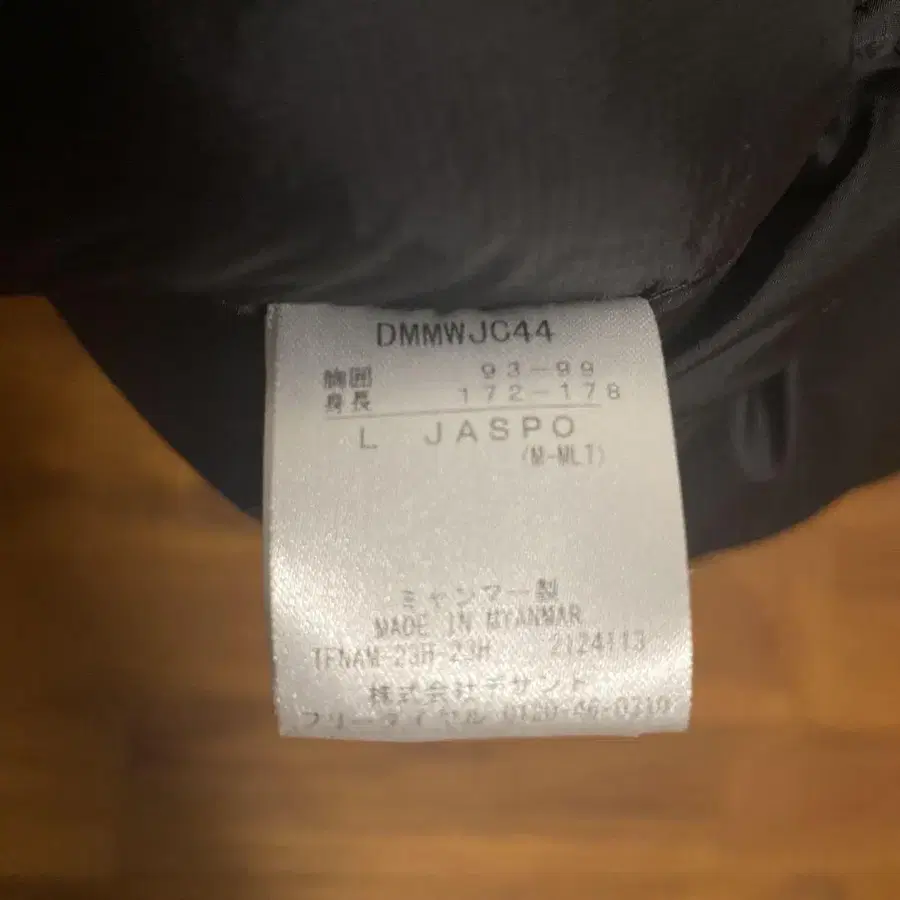 DMMWJC44
胸囲 93-99
身長 172-178
L JASPO
(M-MLT)
ミャンマー製
MADE IN MYANMAR
TFNAM-23H-23H 2124113
株式会社デサント
フリーダイヤル 0120-46-0310